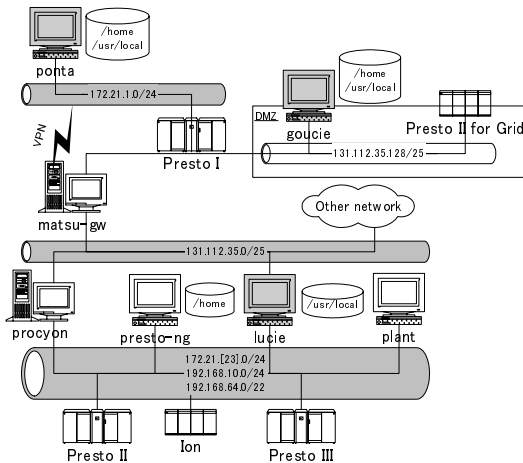 /home
/usr/local
ponta
172.21.1.0/24
/home
/usr/local
DMZ
goucie
Presto II for Grid
VPN
Presto I
131.112.35.128/25
matsu-gw
Other network
131.112.35.0/25
/home
/usr/local
procyon
presto-ng
lucie
plant
172.21.[23].0/24
192.168.10.0/24
192.168.64.0/22
Presto II
Ion
Presto III